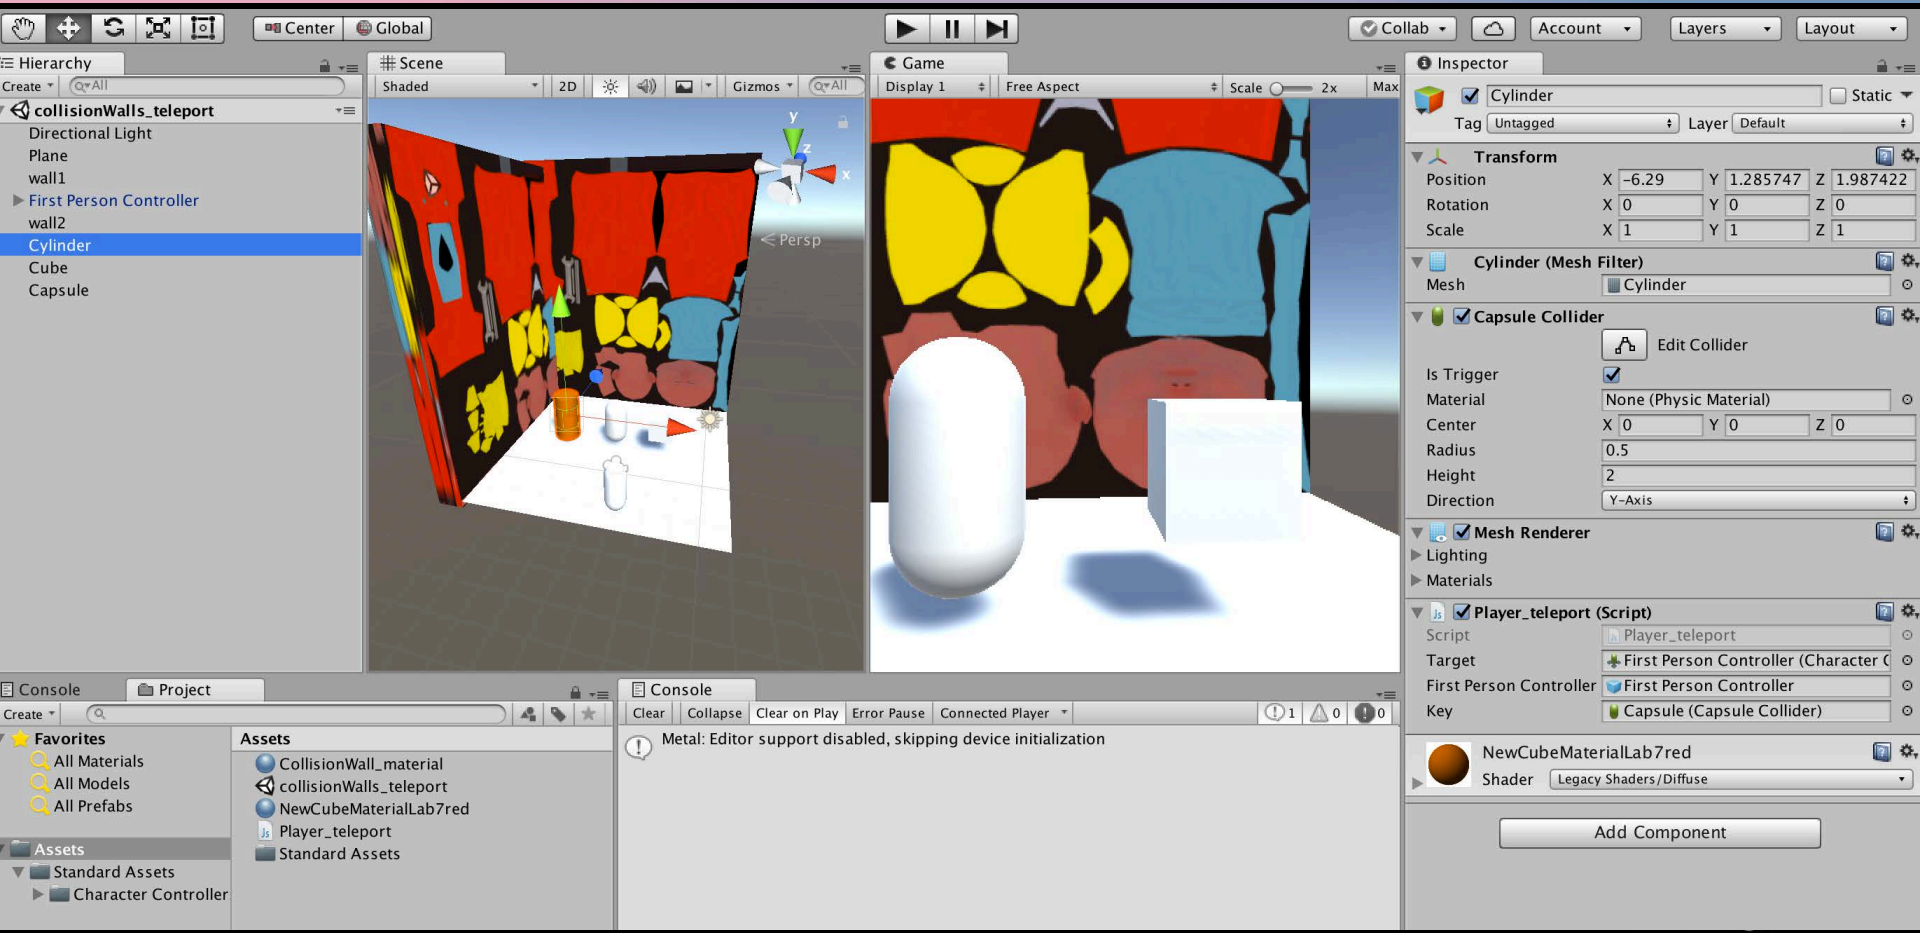 Center Global Collab Account Layers Layout
Hierarchy
Create All
collisionWalls_teleport
Directional Light
Plane
wall1
First Person Controller
wall2
Cylinder
Cube
Capsule
Scene
Shaded 2D Gizmos All
y
z
x
Persp
Game
Display 1 Free Aspect Scale 2x Max
Inspector
Cylinder Static
Tag Untagged Layer Default
Transform
Position X -6.29 Y 1.285747 Z 1.987422
Rotation X 0 Y 0 Z 0
Scale X 1 Y 1 Z 1
Cylinder (Mesh Filter)
Mesh Cylinder
Capsule Collider
Edit Collider
Is Trigger
Material None (Physic Material)
Center X 0 Y 0 Z 0
Radius 0.5
Height 2
Direction Y-Axis
Mesh Renderer
Lighting
Materials
Player_teleport (Script)
Script Player_teleport
Target First Person Controller (Character C
First Person Controller First Person Controller
Key Capsule (Capsule Collider)
NewCubeMaterialLab7red
Shader Legacy Shaders/Diffuse
Add Component
Console Project
Create
Favorites
All Materials
All Models
All Prefabs
Assets
Standard Assets
Character Controller
Assets
CollisionWall_material
collisionWalls_teleport
NewCubeMaterialLab7red
Player_teleport
Standard Assets
Console
Clear Collapse Clear on Play Error Pause Connected Player 1 0 0
Metal: Editor support disabled, skipping device initialization